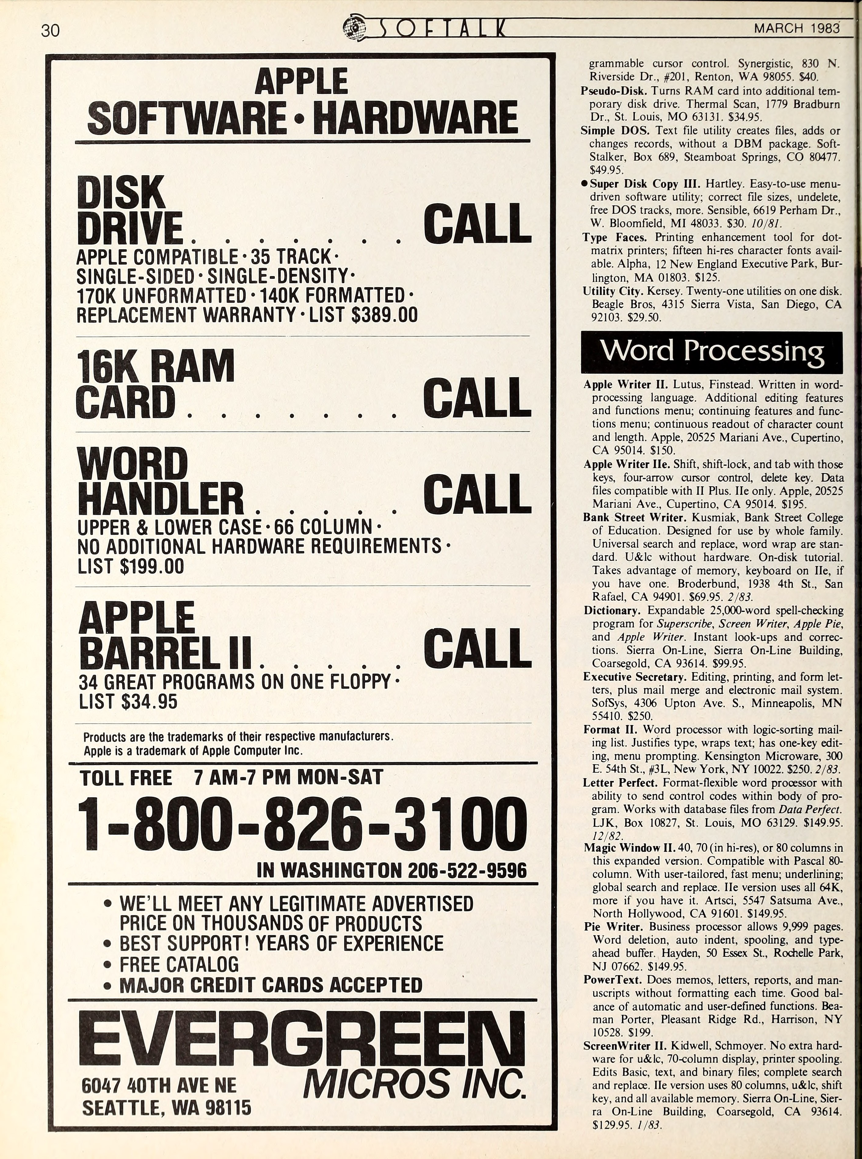 30
SOFTALK
MARCH 1983
APPLE
SOFTWARE • HARDWARE
DISK
DRIVE . . . . . . . CALL
APPLE COMPATIBLE · 35 TRACK ·
SINGLE-SIDED · SINGLE-DENSITY ·
170K UNFORMATTED · 140K FORMATTED ·
REPLACEMENT WARRANTY · LIST $389.00
16K RAM
CARD . . . . . . . CALL
WORD
HANDLER . . . . . CALL
UPPER & LOWER CASE · 66 COLUMN ·
NO ADDITIONAL HARDWARE REQUIREMENTS ·
LIST $199.00
APPLE
BARREL II . . . . . CALL
34 GREAT PROGRAMS ON ONE FLOPPY ·
LIST $34.95
Products are the trademarks of their respective manufacturers.
Apple is a trademark of Apple Computer Inc.
TOLL FREE 7 AM-7 PM MON-SAT
1-800-826-3100
IN WASHINGTON 206-522-9596
• WE'LL MEET ANY LEGITIMATE ADVERTISED
PRICE ON THOUSANDS OF PRODUCTS
• BEST SUPPORT! YEARS OF EXPERIENCE
• FREE CATALOG
• MAJOR CREDIT CARDS ACCEPTED
EVERGREEN
MICROS INC.
6047 40TH AVE NE
SEATTLE, WA 98115
grammable cursor control. Synergistic, 830 N.
Riverside Dr., #201, Renton, WA 98055. $40.
Pseudo-Disk. Turns RAM card into additional tem-
porary disk drive. Thermal Scan, 1779 Bradburn
Dr., St. Louis, MO 63131. $34.95.
Simple DOS. Text file utility creates files, adds or
changes records, without a DBM package. Soft-
Stalker, Box 689, Steamboat Springs, CO 80477.
$49.95.
• Super Disk Copy III. Hartley. Easy-to-use menu-
driven software utility; correct file sizes, undelete,
free DOS tracks, more. Sensible, 6619 Perham Dr.,
W. Bloomfield, MI 48033. $30. 10/81.
Type Faces. Printing enhancement tool for dot-
matrix printers; fifteen hi-res character fonts avail-
able. Alpha, 12 New England Executive Park, Bur-
lington, MA 01803. $125.
Utility City. Kersey. Twenty-one utilities on one disk.
Beagle Bros, 4315 Sierra Vista, San Diego, CA
92103. $29.50.
Word Processing
Apple Writer II. Lutus, Finstead. Written in word-
processing language. Additional editing features
and functions menu; continuing features and func-
tions menu; continuous readout of character count
and length. Apple, 20525 Mariani Ave., Cupertino,
CA 95014. $150.
Apple Writer IIe. Shift, shift-lock, and tab with those
keys, four-arrow cursor control, delete key. Data
files compatible with II Plus. IIe only. Apple, 20525
Mariani Ave., Cupertino, CA 95014. $195.
Bank Street Writer. Kusmiak, Bank Street College
of Education. Designed for use by whole family.
Universal search and replace, word wrap are stan-
dard. U&lc without hardware. On-disk tutorial.
Takes advantage of memory, keyboard on IIe, if
you have one. Broderbund, 1938 4th St., San
Rafael, CA 94901. $69.95. 2/83.
Dictionary. Expandable 25,000-word spell-checking
program for Superscribe, Screen Writer, Apple Pie,
and Apple Writer. Instant look-ups and correc-
tions. Sierra On-Line, Sierra On-Line Building,
Coarsegold, CA 93614. $99.95.
Executive Secretary. Editing, printing, and form let-
ters, plus mail merge and electronic mail system.
SofSys, 4306 Upton Ave. S., Minneapolis, MN
55410. $250.
Format II. Word processor with logic-sorting mail-
ing list. Justifies type, wraps text; has one-key edit-
ing, menu prompting. Kensington Microware, 300
E. 54th St., #3L, New York, NY 10022. $250. 2/83.
Letter Perfect. Format-flexible word processor with
ability to send control codes within body of pro-
gram. Works with database files from Data Perfect.
LJK, Box 10827, St. Louis, MO 63129. $149.95.
12/82.
Magic Window II. 40, 70 (in hi-res), or 80 columns in
this expanded version. Compatible with Pascal 80-
column. With user-tailored, fast menu; underlining;
global search and replace. IIe version uses all 64K,
more if you have it. Artsci, 5547 Satsuma Ave.,
North Hollywood, CA 91601. $149.95.
Pie Writer. Business processor allows 9,999 pages.
Word deletion, auto indent, spooling, and type-
ahead buffer. Hayden, 50 Essex St., Rochelle Park,
NJ 07662. $149.95.
PowerText. Does memos, letters, reports, and man-
uscripts without formatting each time. Good bal-
ance of automatic and user-defined functions. Bea-
man Porter, Pleasant Ridge Rd., Harrison, NY
10528. $199.
ScreenWriter II. Kidwell, Schmoyer. No extra hard-
ware for u&lc, 70-column display, printer spooling.
Edits Basic, text, and binary files; complete search
and replace. IIe version uses 80 columns, u&lc, shift
key, and all available memory. Sierra On-Line, Sier-
ra On-Line Building, Coarsegold, CA 93614.
$129.95. 1/83.